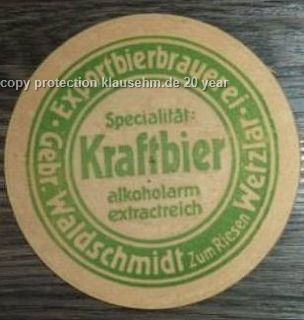 copy protection klausehm.de 20 year
Exportbierbrauerei · Wetzlar
Gebr. Waldschmidt Zum Riesen
Specialität:
Kraftbier
alkoholarm
extractreich